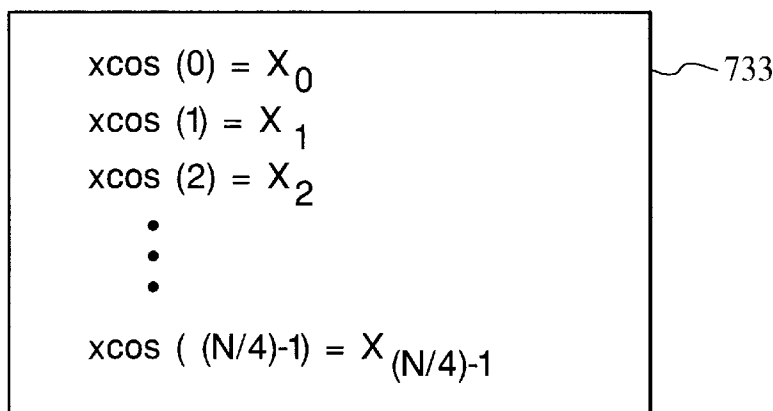 xcos (0) = X0
733
xcos (1) = X1
xcos (2) = X2
xcos ( (N/4)-1) = X(N/4)-1